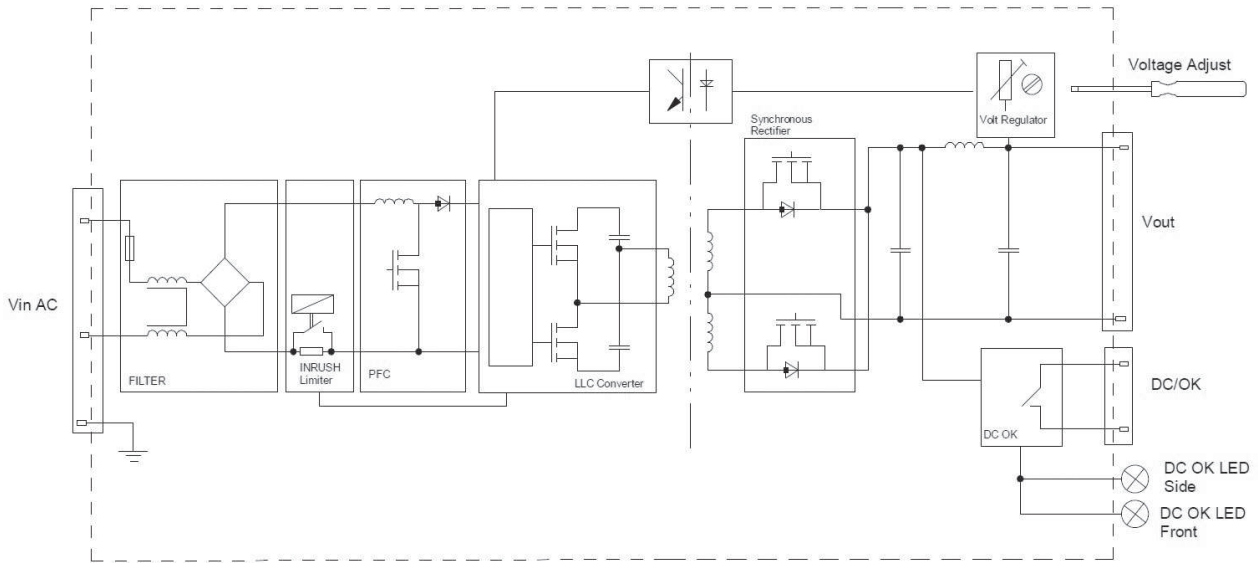 Voltage Adjust
Volt Regulator
Synchronous
Rectifier
Vout
Vin AC
FILTER
INRUSH
Limiter
PFC
LLC Converter
DC/OK
DC OK
DC OK LED
Side
DC OK LED
Front